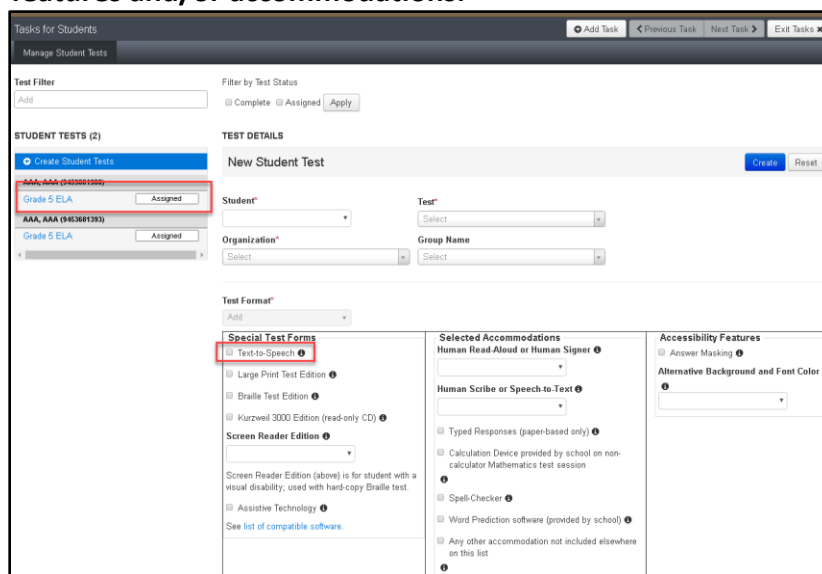 features and/or accommodations.
Tasks for Students
Add Task
Previous Task
Next Task
Exit Tasks
Manage Student Tests
Test Filter
Add
Filter by Test Status
Complete Assigned Apply
STUDENT TESTS (2)
Create Student Tests
Grade 5 ELA Assigned
AAA, AAA (9453681393)
Grade 5 ELA Assigned
TEST DETAILS
New Student Test
Create
Reset
Student*
Test*
Select
Organization*
Select
Group Name
Select
Test Format*
Add
Special Test Forms
Text-to-Speech
Large Print Test Edition
Braille Test Edition
Kurzweil 3000 Edition (read-only CD)
Screen Reader Edition
Screen Reader Edition (above) is for student with a
visual disability; used with hard-copy Braille test.
Assistive Technology
See list of compatible software.
Selected Accommodations
Human Read-Aloud or Human Signer
Human Scribe or Speech-to-Text
Typed Responses (paper-based only)
Calculation Device provided by school on non-
calculator Mathematics test session
Spell-Checker
Word Prediction software (provided by school)
Any other accommodation not included elsewhere
on this list
Accessibility Features
Answer Masking
Alternative Background and Font Color